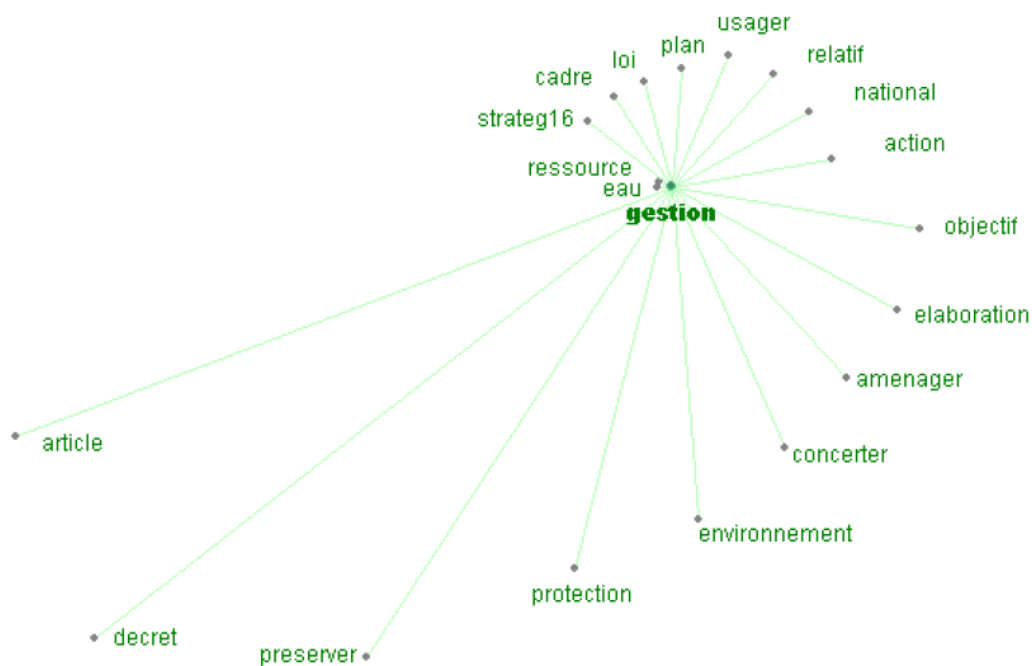 usager
plan
relatif
loi
cadre
national
strateg16
action
ressource
eau
gestion
objectif
elaboration
amenager
article
concerter
environnement
protection
decret
preserver